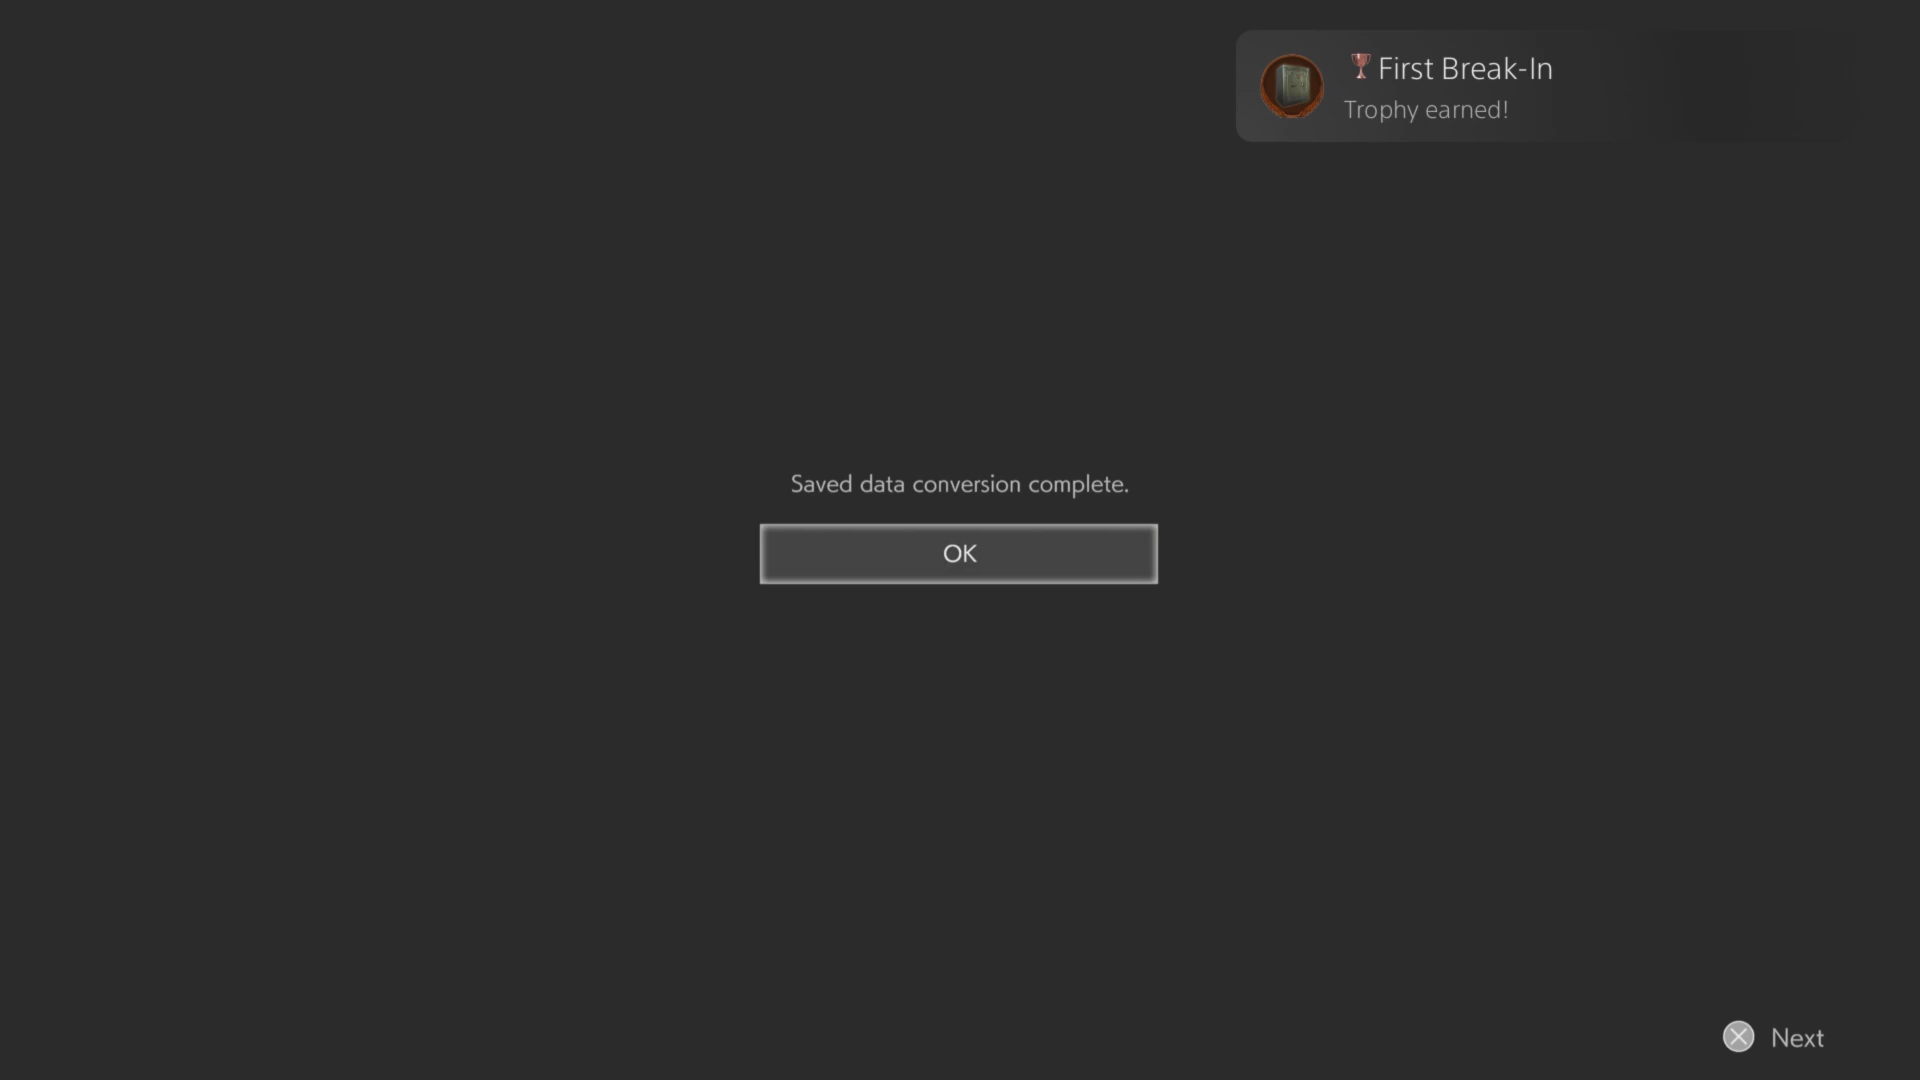 First Break-In
Trophy earned!
Saved data conversion complete.
OK
Next